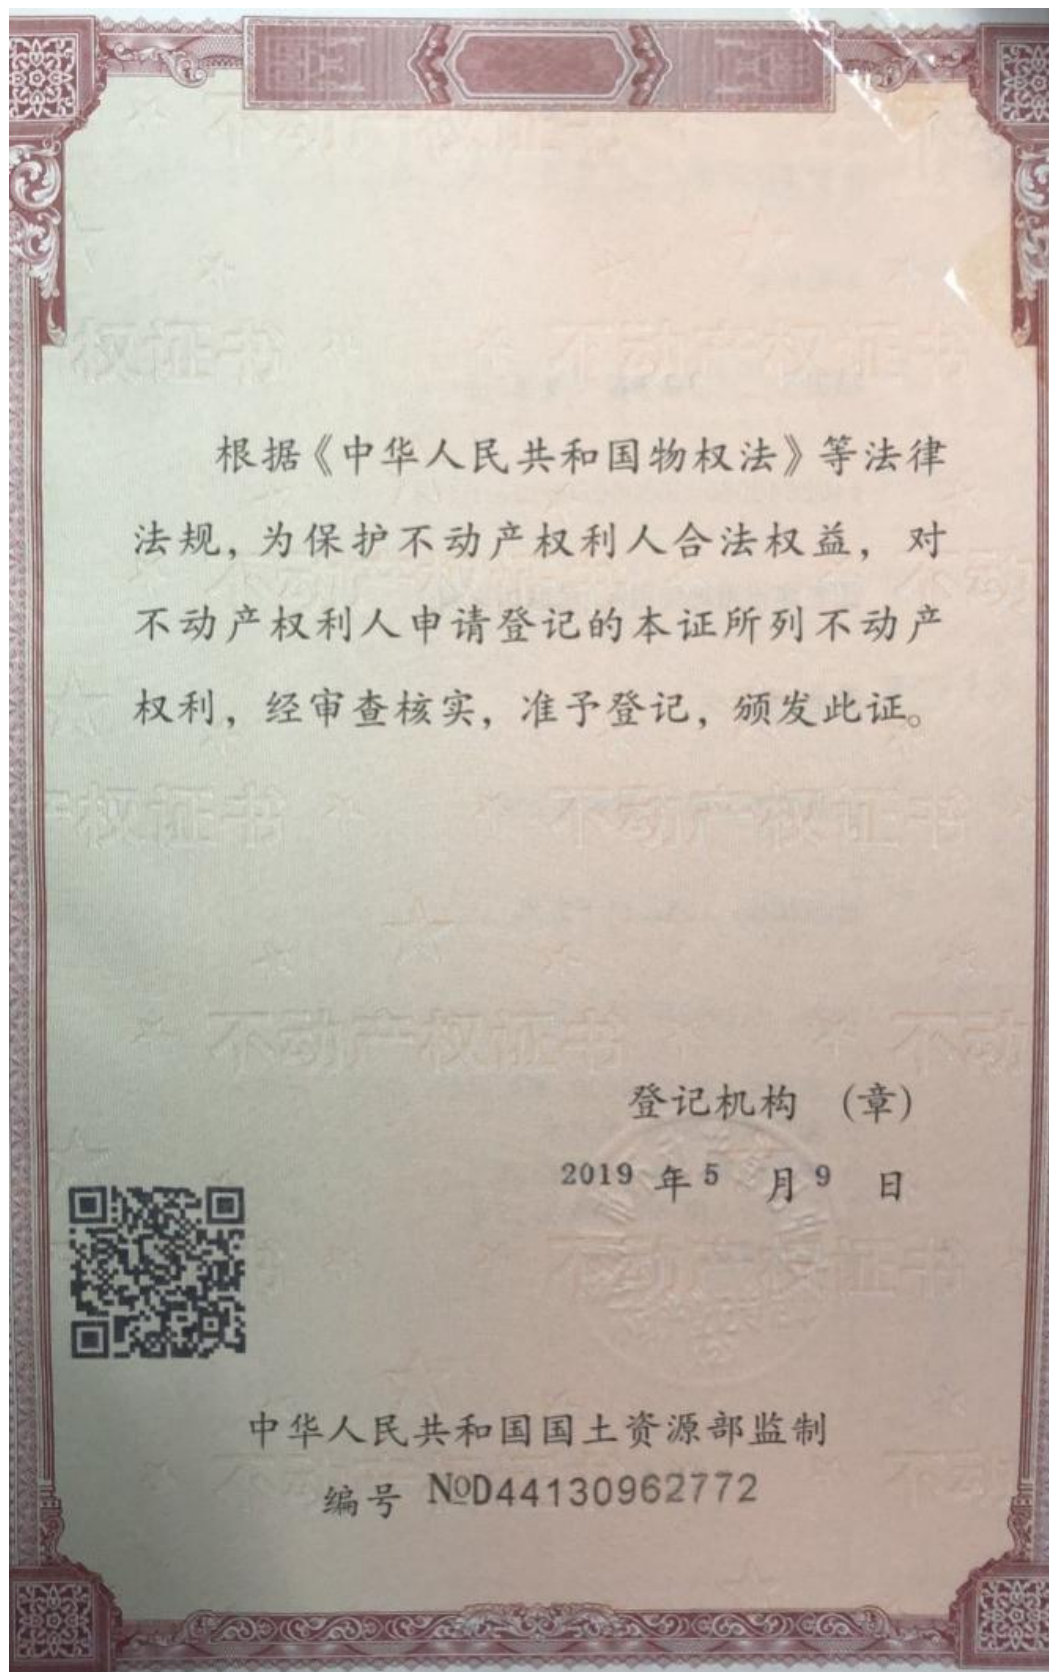 根据《中华人民共和国物权法》等法律
法规，为保护不动产权利人合法权益，对
不动产权利人申请登记的本证所列不动产
权利，经审查核实，准予登记，颁发此证。
登记机构 (章)
2019 年 5 月 9 日
中华人民共和国国土资源部监制
编号 №D44130962772